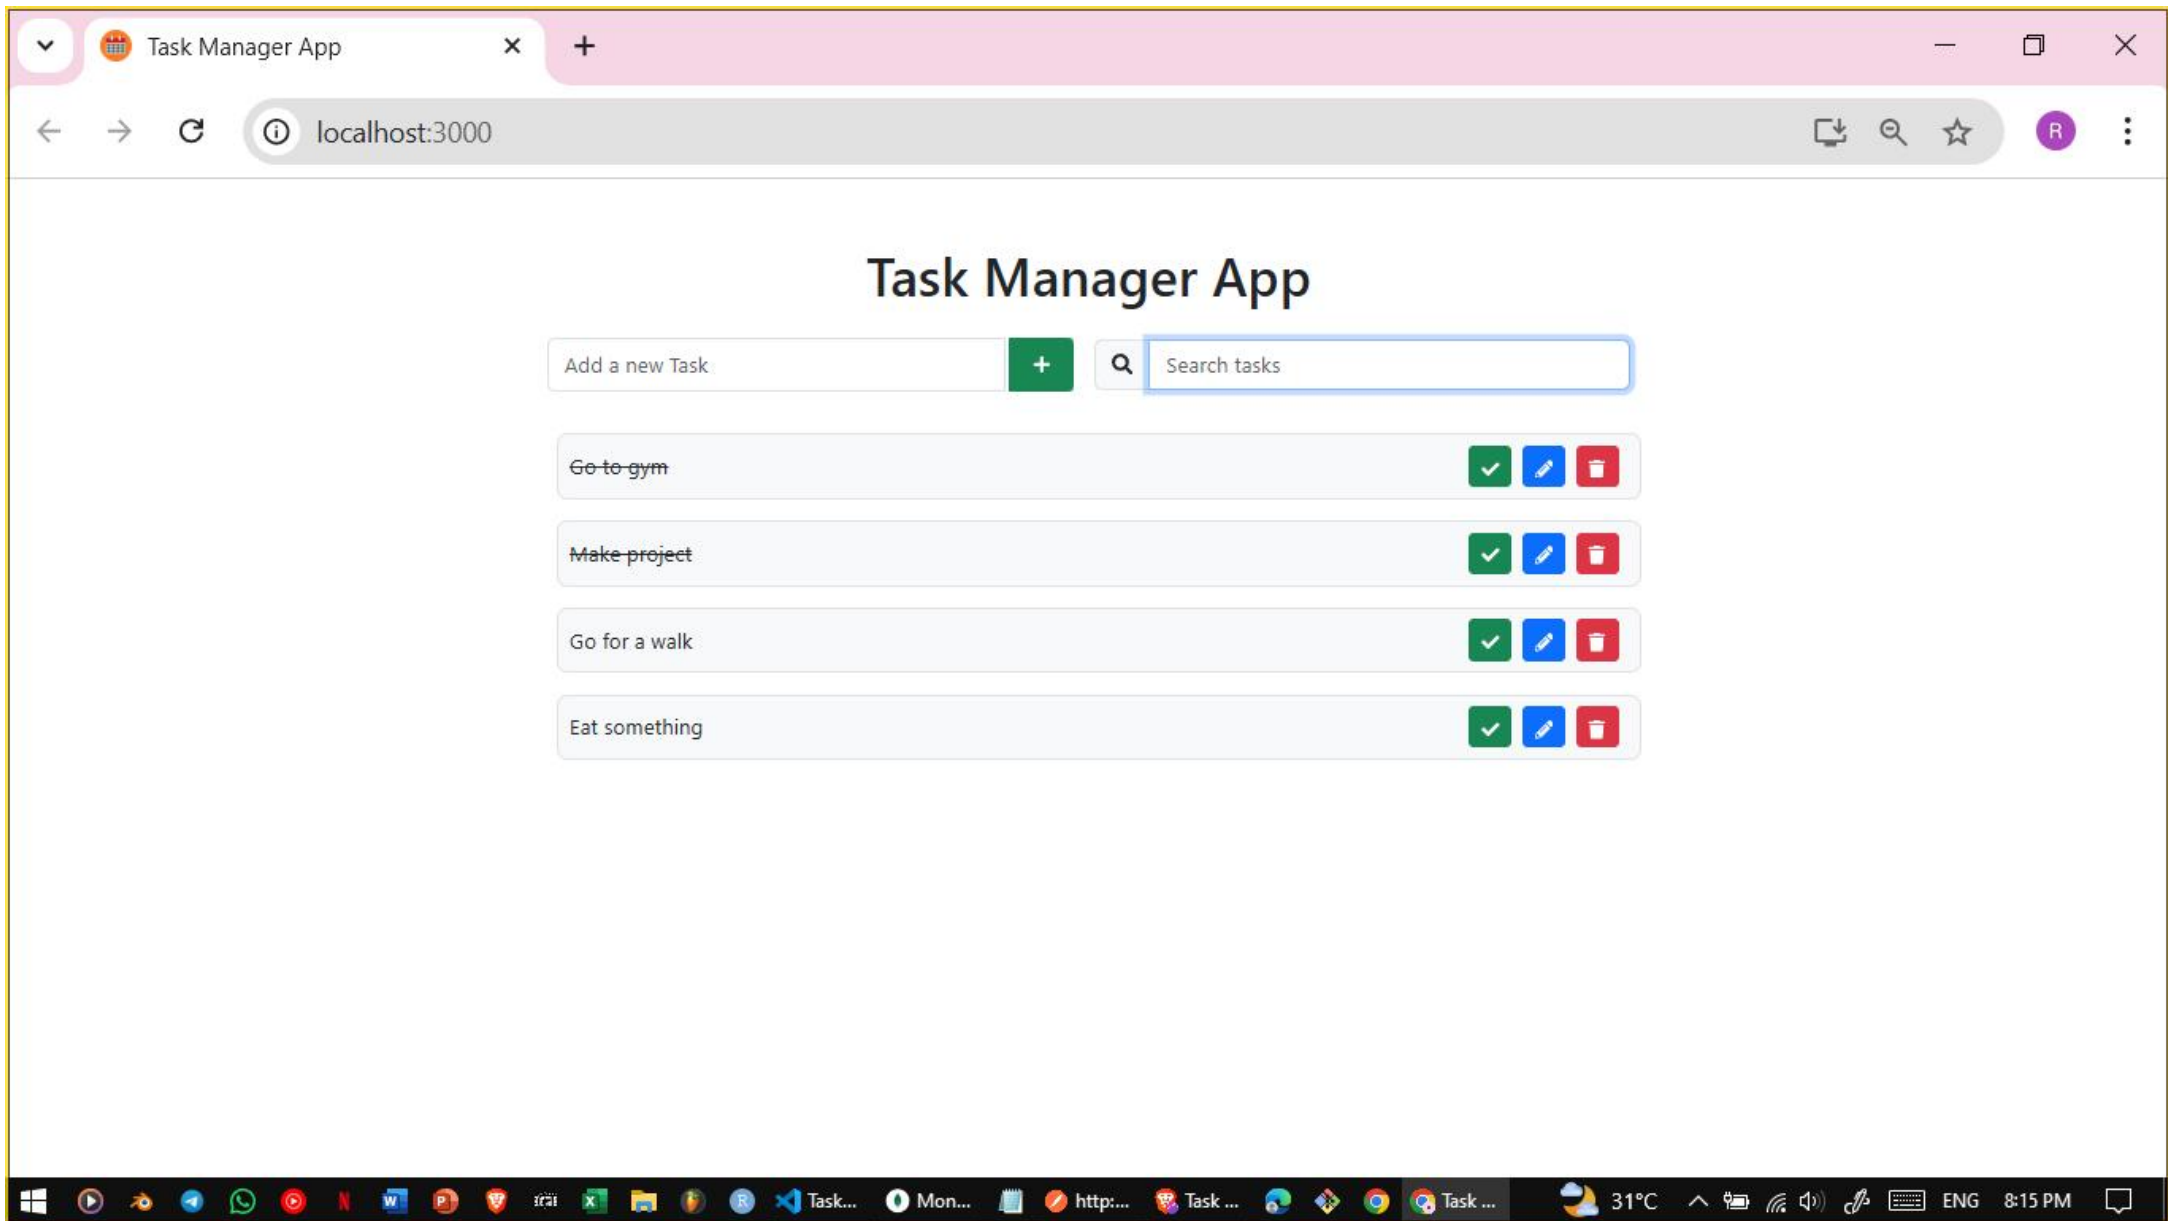 Task Manager App
localhost:3000
R
Task Manager App
Add a new Task
Search tasks
Go to gym
Make project
Go for a walk
Eat something
Task... Mon... http:... Task ... Task ... 31°C ENG 8:15 PM